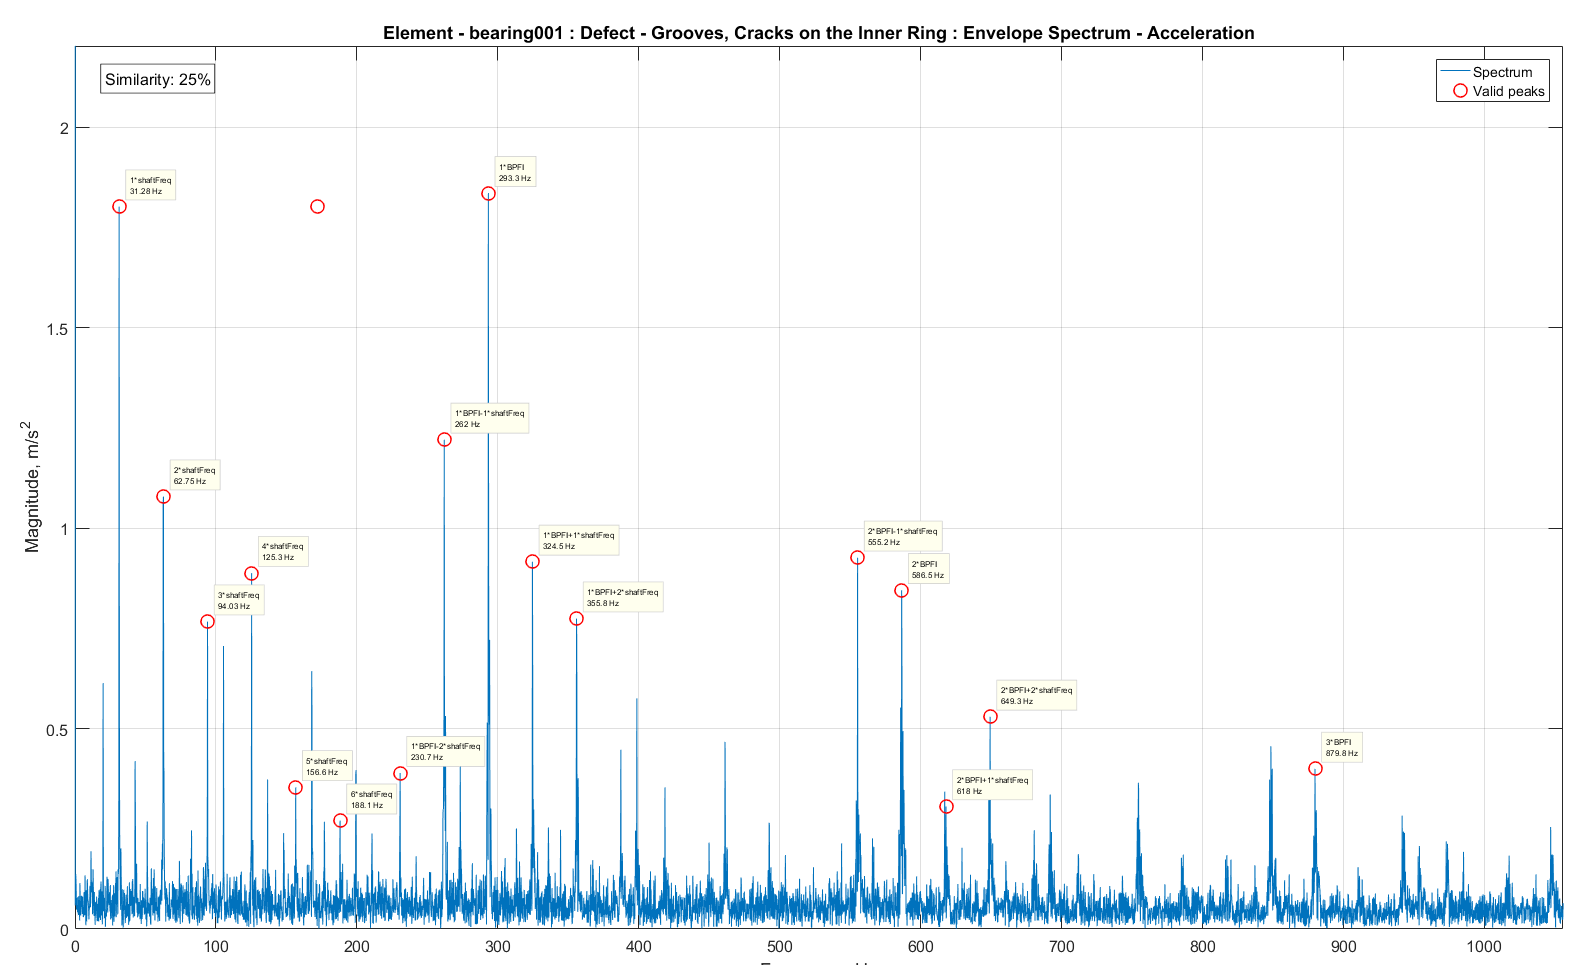 Element - bearing001 : Defect - Grooves, Cracks on the Inner Ring : Envelope Spectrum - Acceleration
Similarity: 25%
Spectrum
Valid peaks
Magnitude, m/s2
2
1.5
1
0.5
0
1*shaftFreq
31.28 Hz
2*shaftFreq
62.75 Hz
3*shaftFreq
94.03 Hz
4*shaftFreq
125.3 Hz
5*shaftFreq
156.6 Hz
6*shaftFreq
188.1 Hz
1*BPFI-2*shaftFreq
230.7 Hz
1*BPFI-1*shaftFreq
262 Hz
1*BPFI
293.3 Hz
1*BPFI+1*shaftFreq
324.5 Hz
1*BPFI+2*shaftFreq
355.8 Hz
2*BPFI-1*shaftFreq
555.2 Hz
2*BPFI
586.5 Hz
2*BPFI+1*shaftFreq
618 Hz
2*BPFI+2*shaftFreq
649.3 Hz
3*BPFI
879.8 Hz
0 100 200 300 400 500 600 700 800 900 1000